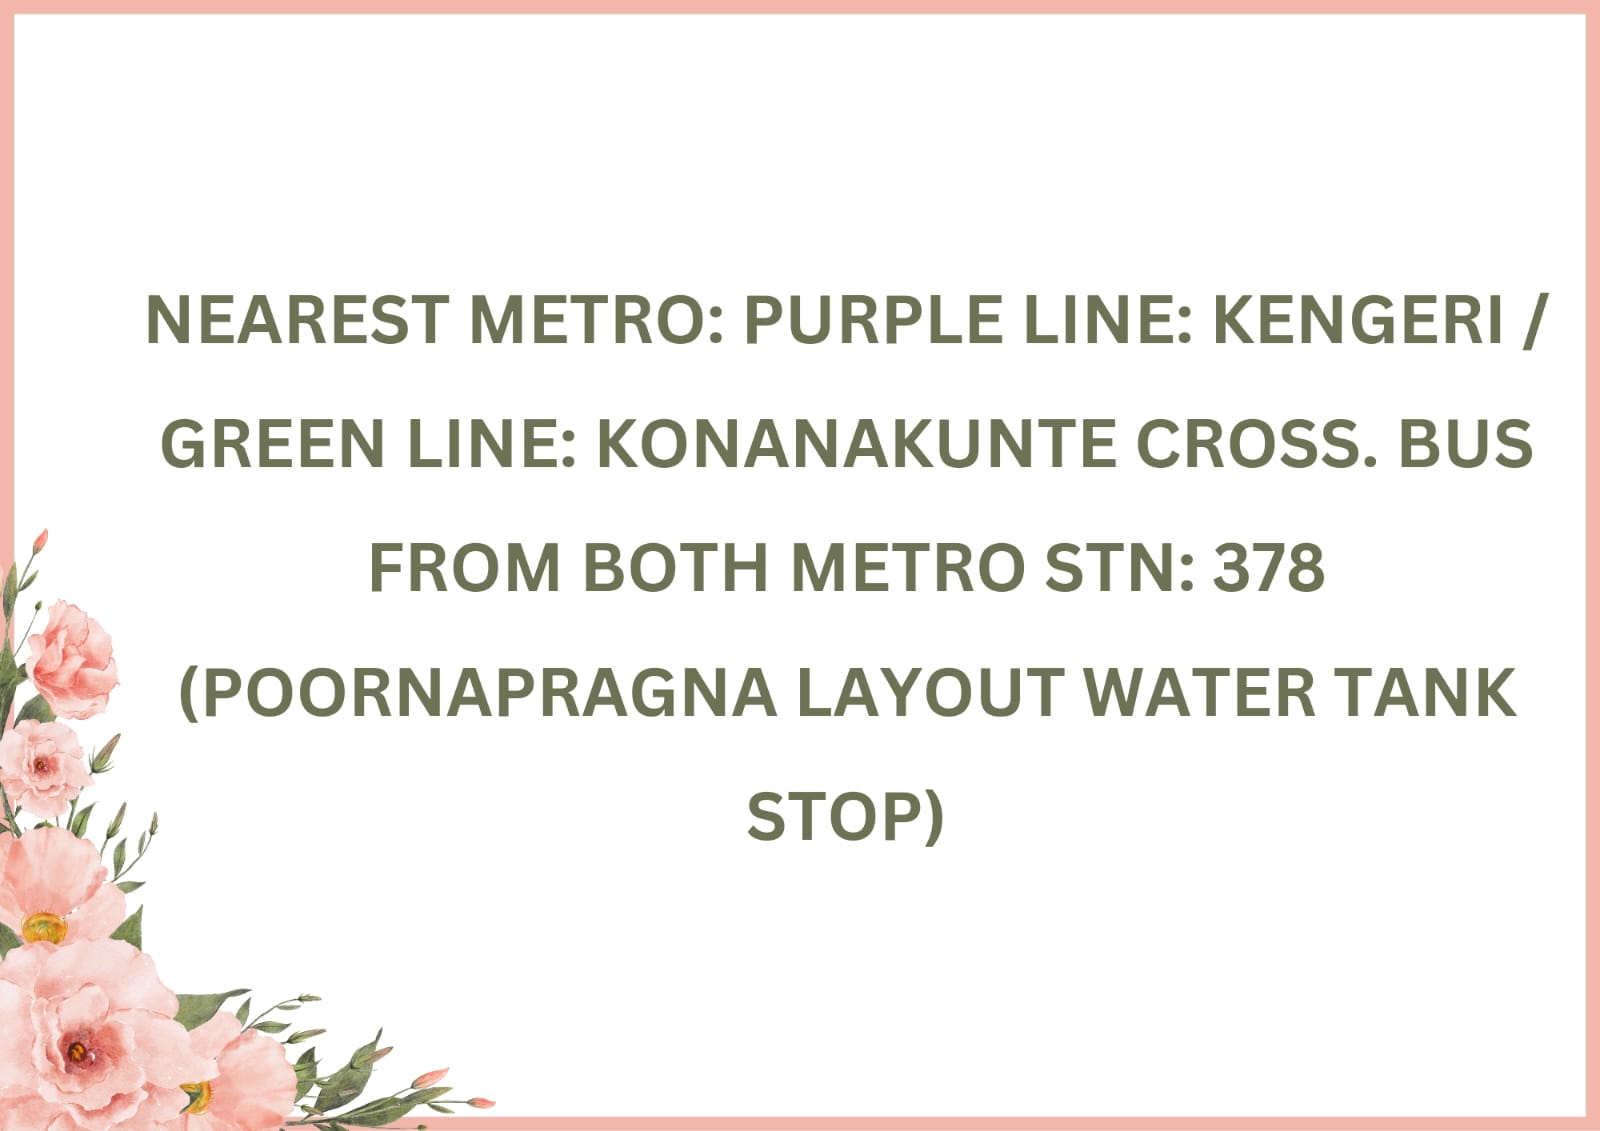 NEAREST METRO: PURPLE LINE: KENGERI /
GREEN LINE: KONANAKUNTE CROSS. BUS
FROM BOTH METRO STN: 378
(POORNAPRAGNA LAYOUT WATER TANK
STOP)